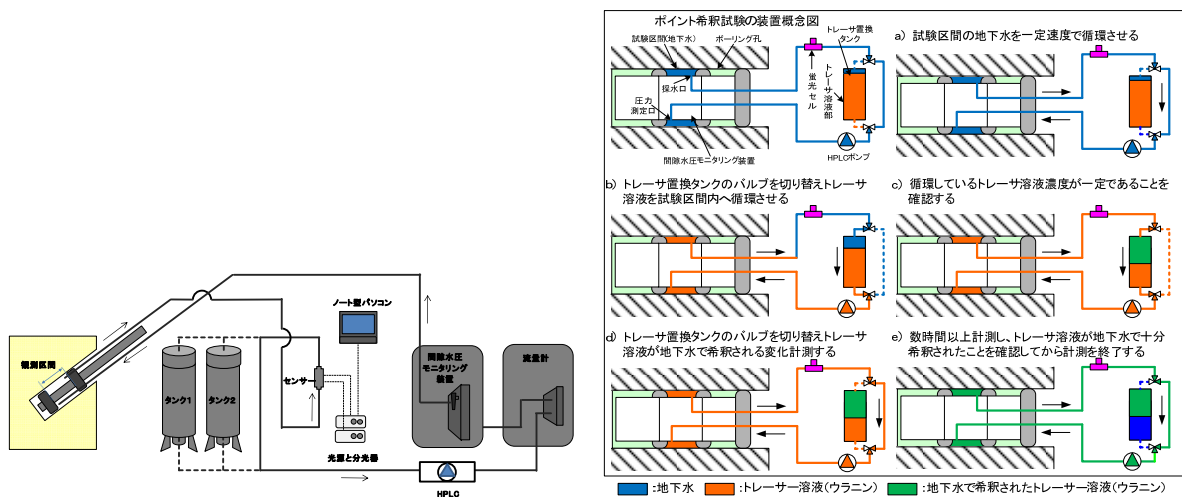 観測区間
タンク1
タンク2
センサー
ノート型パソコン
光源と分光器
間隙水圧
モニタリング
装置
流量計
HPLC
ポイント希釈試験の装置概念図
試験区間(地下水)
ボーリング孔
採水口
圧力
測定口
間隙水圧モニタリング装置
蛍光セル
トレーサ置換
タンク
トレーサ溶液部
HPLCポンプ
a) 試験区間の地下水を一定速度で循環させる
b) トレーサ置換タンクのバルブを切り替えトレーサ
溶液を試験区間内へ循環させる
c) 循環しているトレーサ溶液濃度が一定であることを
確認する
d) トレーサ置換タンクのバルブを切り替えトレーサ
溶液が地下水で希釈される変化計測する
e) 数時間以上計測し、トレーサ溶液が地下水で十分
希釈されたことを確認してから計測を終了する
:地下水
:トレーサー溶液(ウラニン)
:地下水で希釈されたトレーサー溶液(ウラニン)